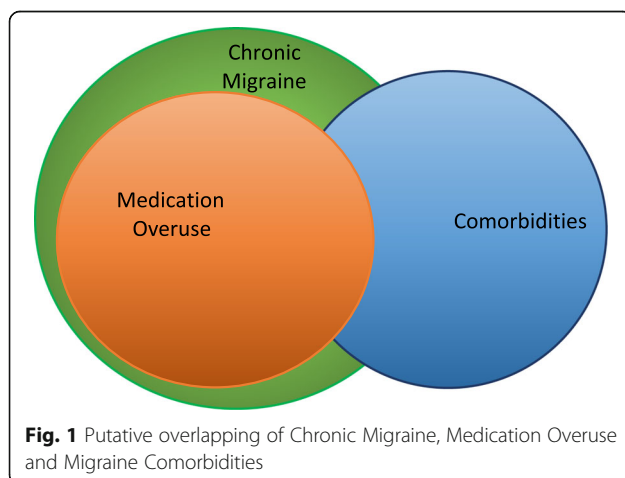 Chronic
Migraine
Medication
Overuse
Comorbidities
Fig. 1 Putative overlapping of Chronic Migraine, Medication Overuse
and Migraine Comorbidities